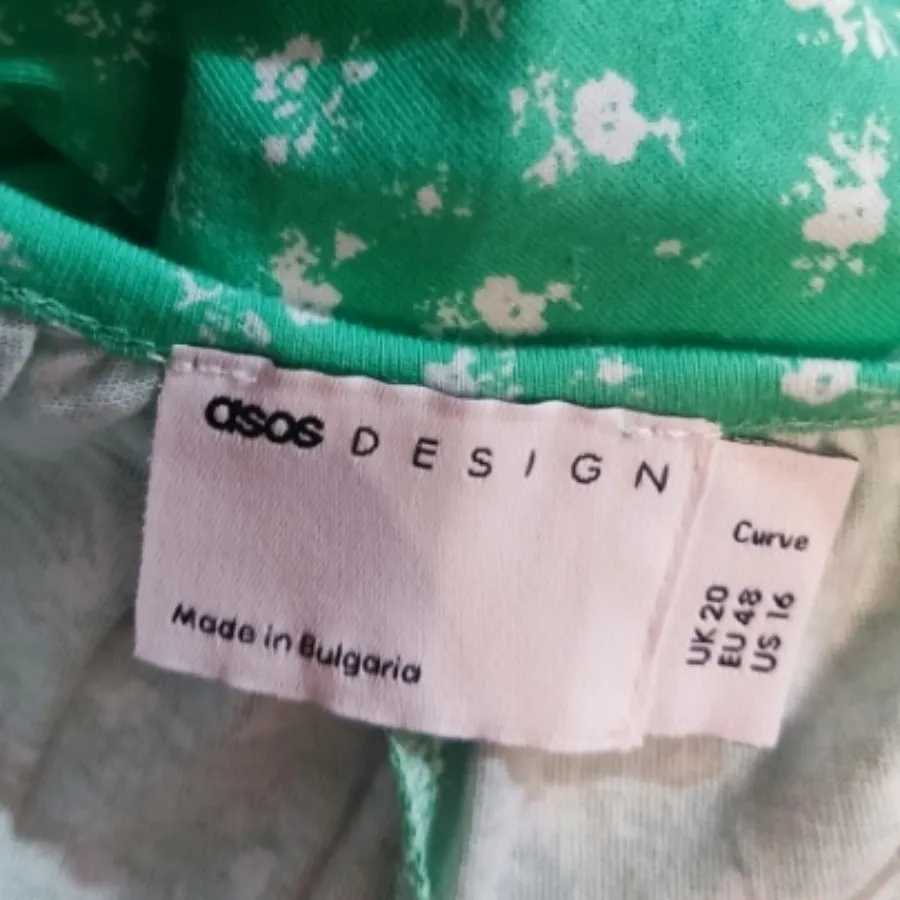 asos DESIGN
Made in Bulgaria
Curve
UK 20
EU 48
US 16